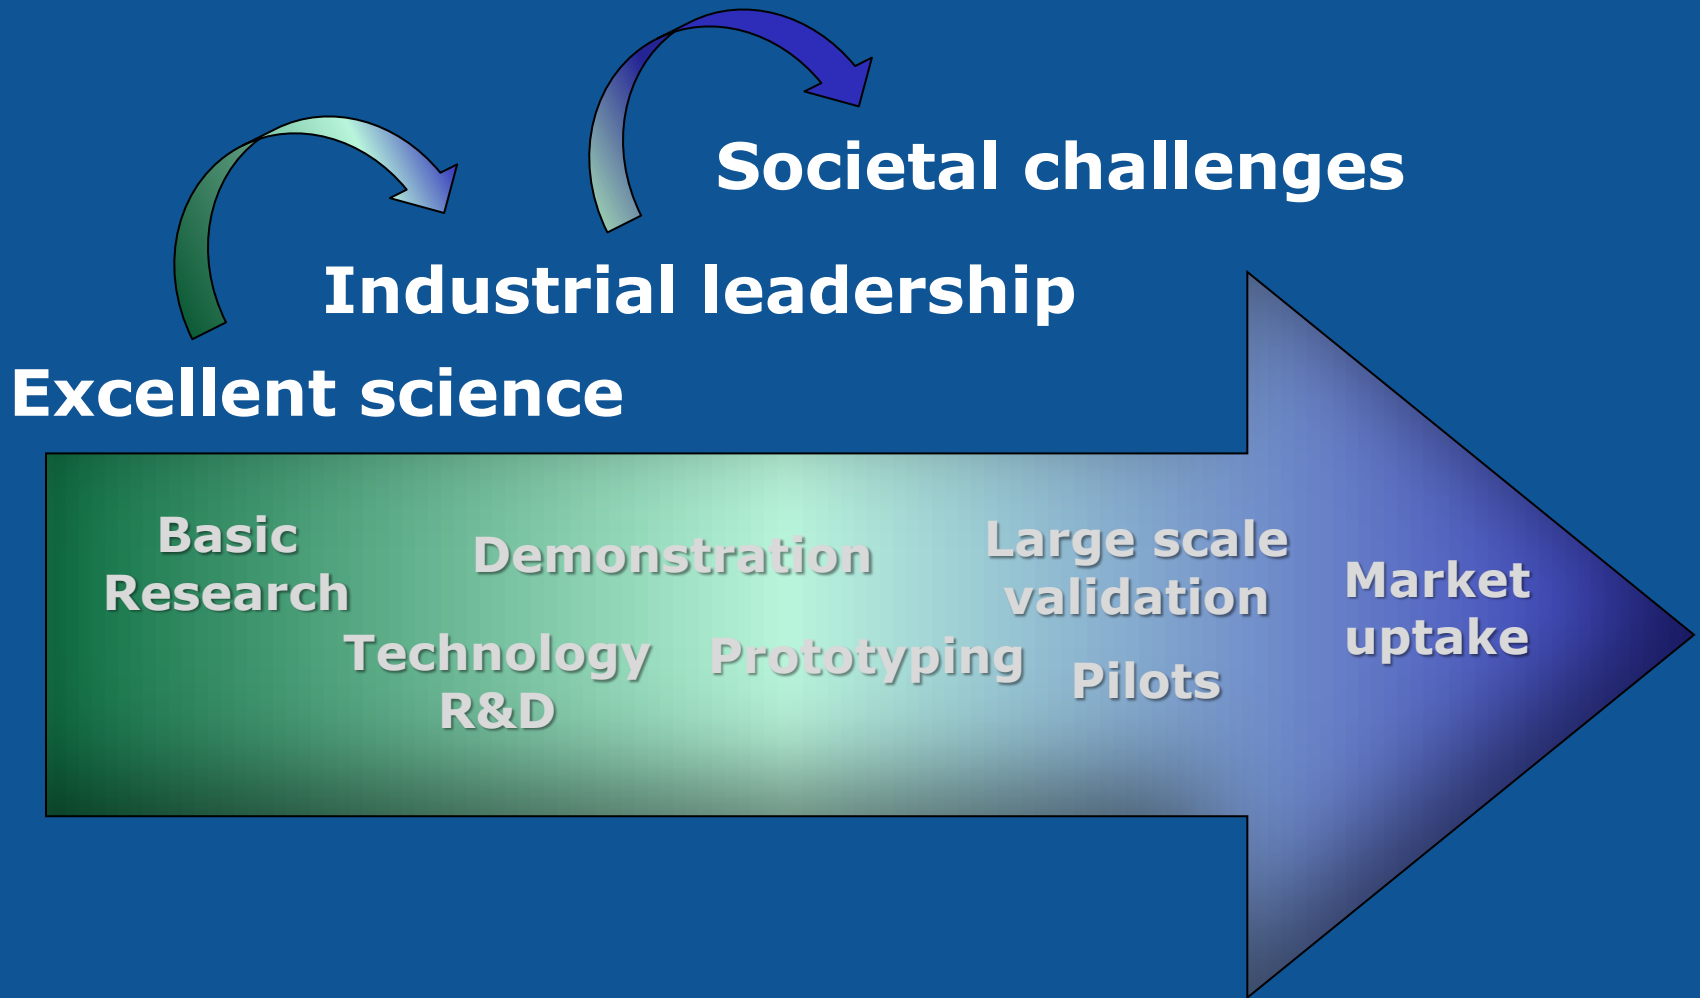 Societal challenges
Industrial leadership
Excellent science
Basic
Research
Demonstration
Technology
R&D
Prototyping
Large scale
validation
Pilots
Market
uptake